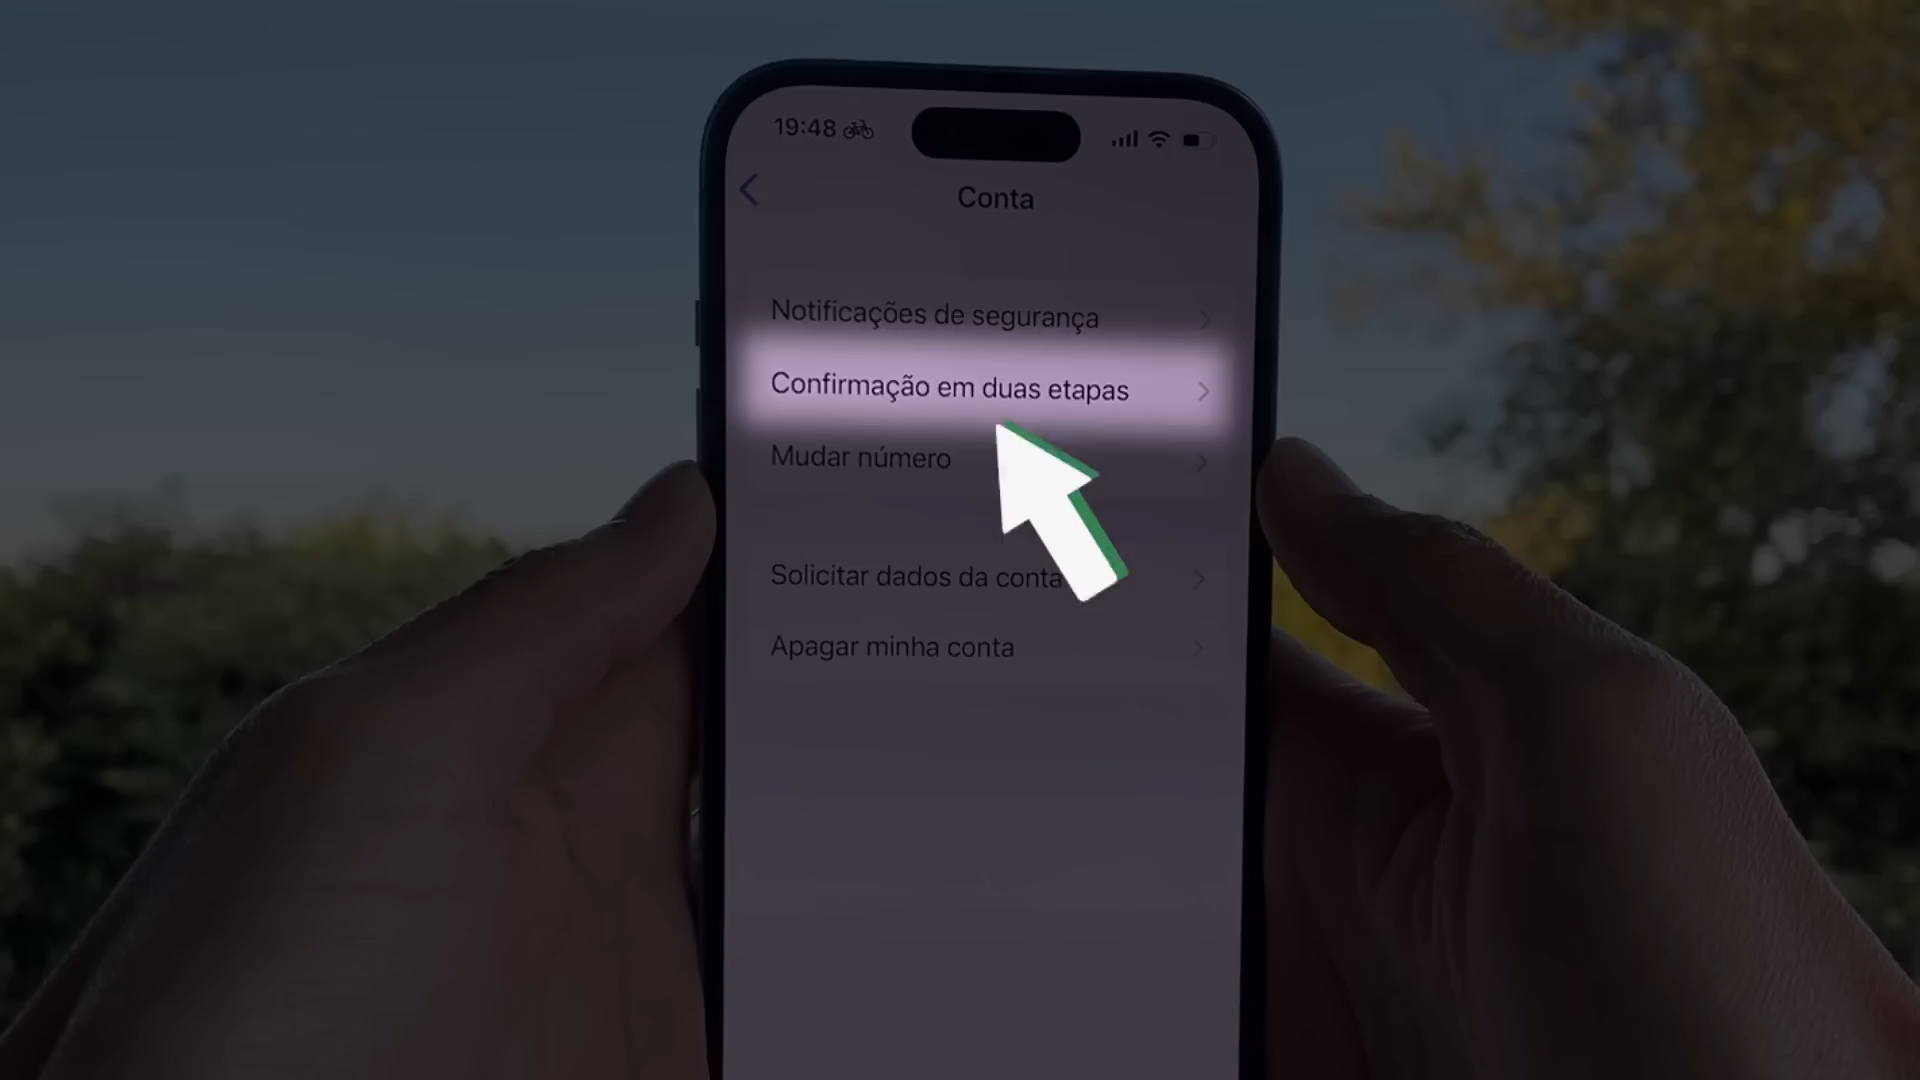 19:48
Conta
Notificações de segurança
Confirmação em duas etapas
Mudar número
Solicitar dados da conta
Apagar minha conta